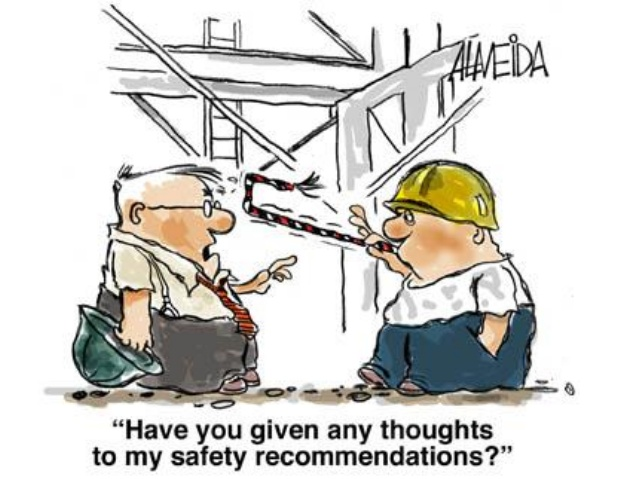 ALMEIDA
“Have you given any thoughts
to my safety recommendations?”